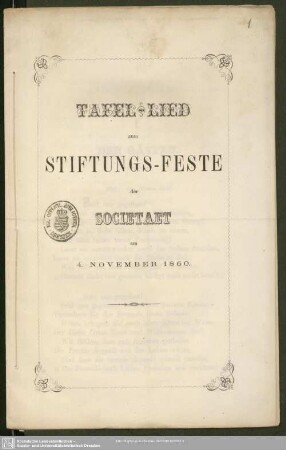 1
TAFEL-LIED
zum
STIFTUNGS-FESTE
der
SOCIETAET
am
4. NOVEMBER 1860.